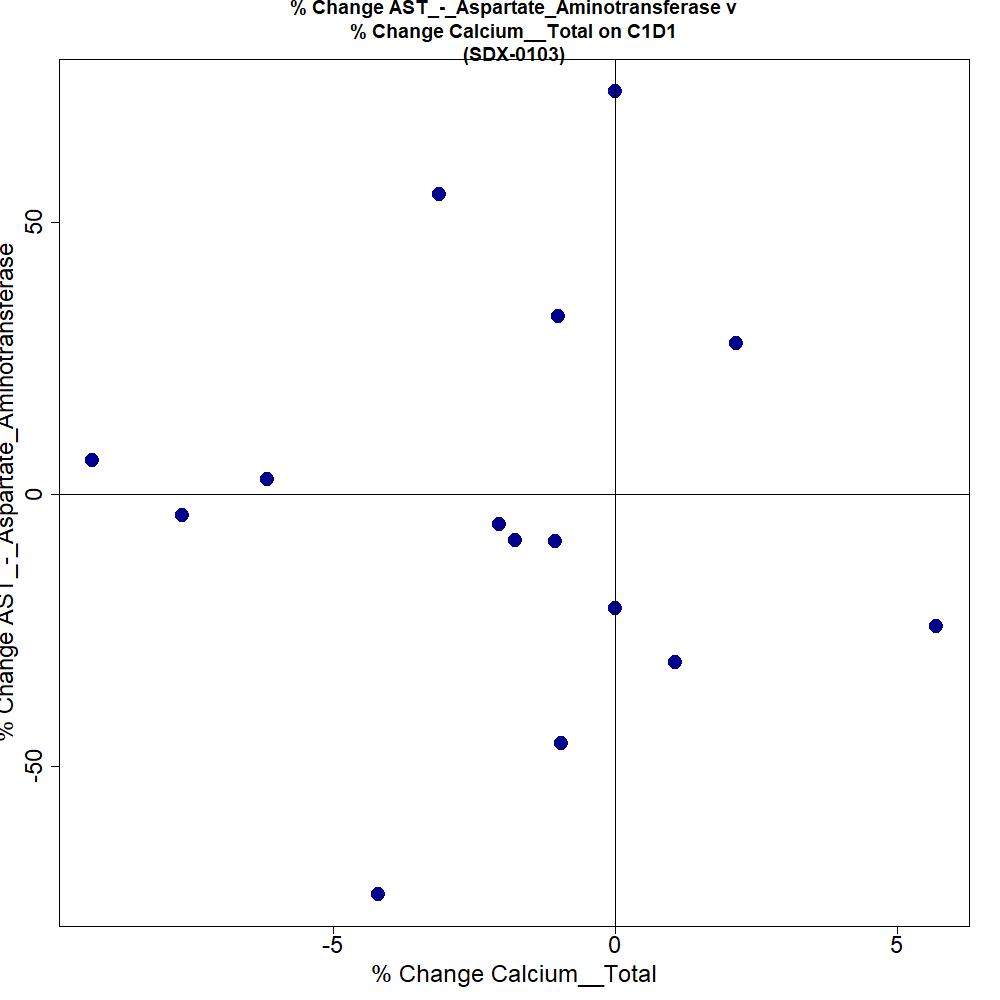 % Change AST_-_Aspartate_Aminotransferase v
% Change Calcium__Total on C1D1
(SDX-0103)
% Change AST_-_Aspartate_Aminotransferase
50
0
-50
-5
0
5
% Change Calcium__Total